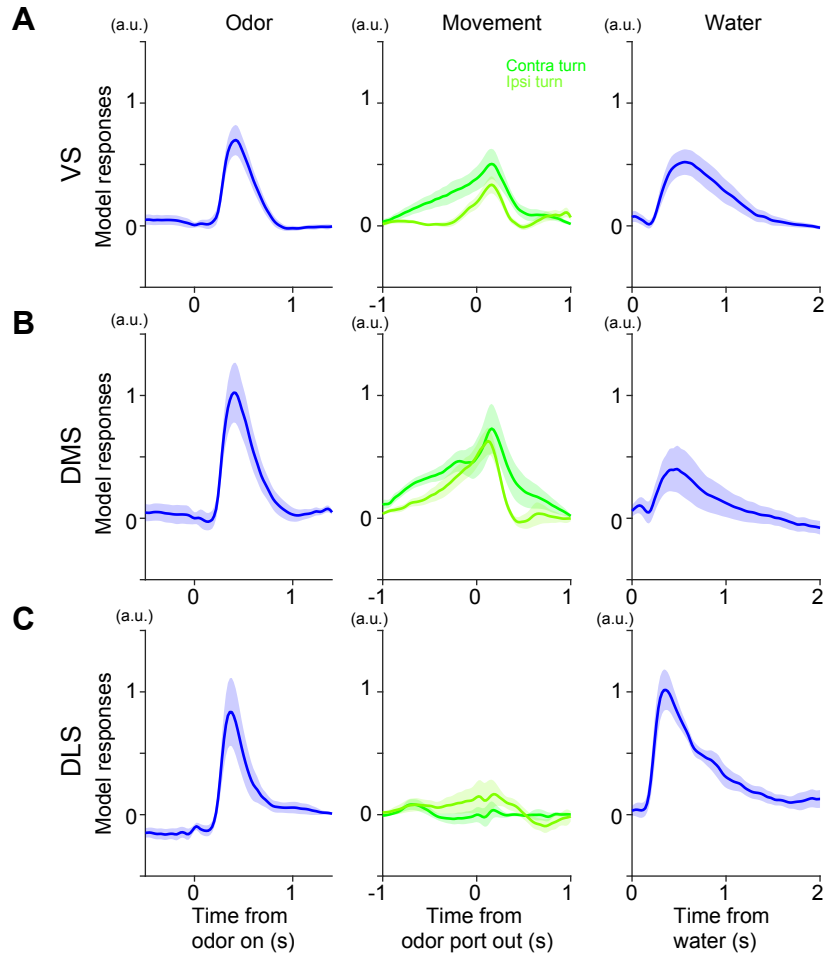 A
(a.u.)
Odor
(a.u.)
Movement
(a.u.)
Water
Contra turn
Ipsi turn
VS
Model responses
1
0
1
0
1
0
0
1
-1
0
1
0
2
B
(a.u.)
(a.u.)
(a.u.)
DMS
Model responses
1
0
1
0
1
0
0
1
-1
0
1
0
2
C
(a.u.)
(a.u.)
(a.u.)
DLS
Model responses
1
0
1
0
1
0
0
1
-1
0
1
0
2
Time from
odor on (s)
Time from
odor port out (s)
Time from
water (s)